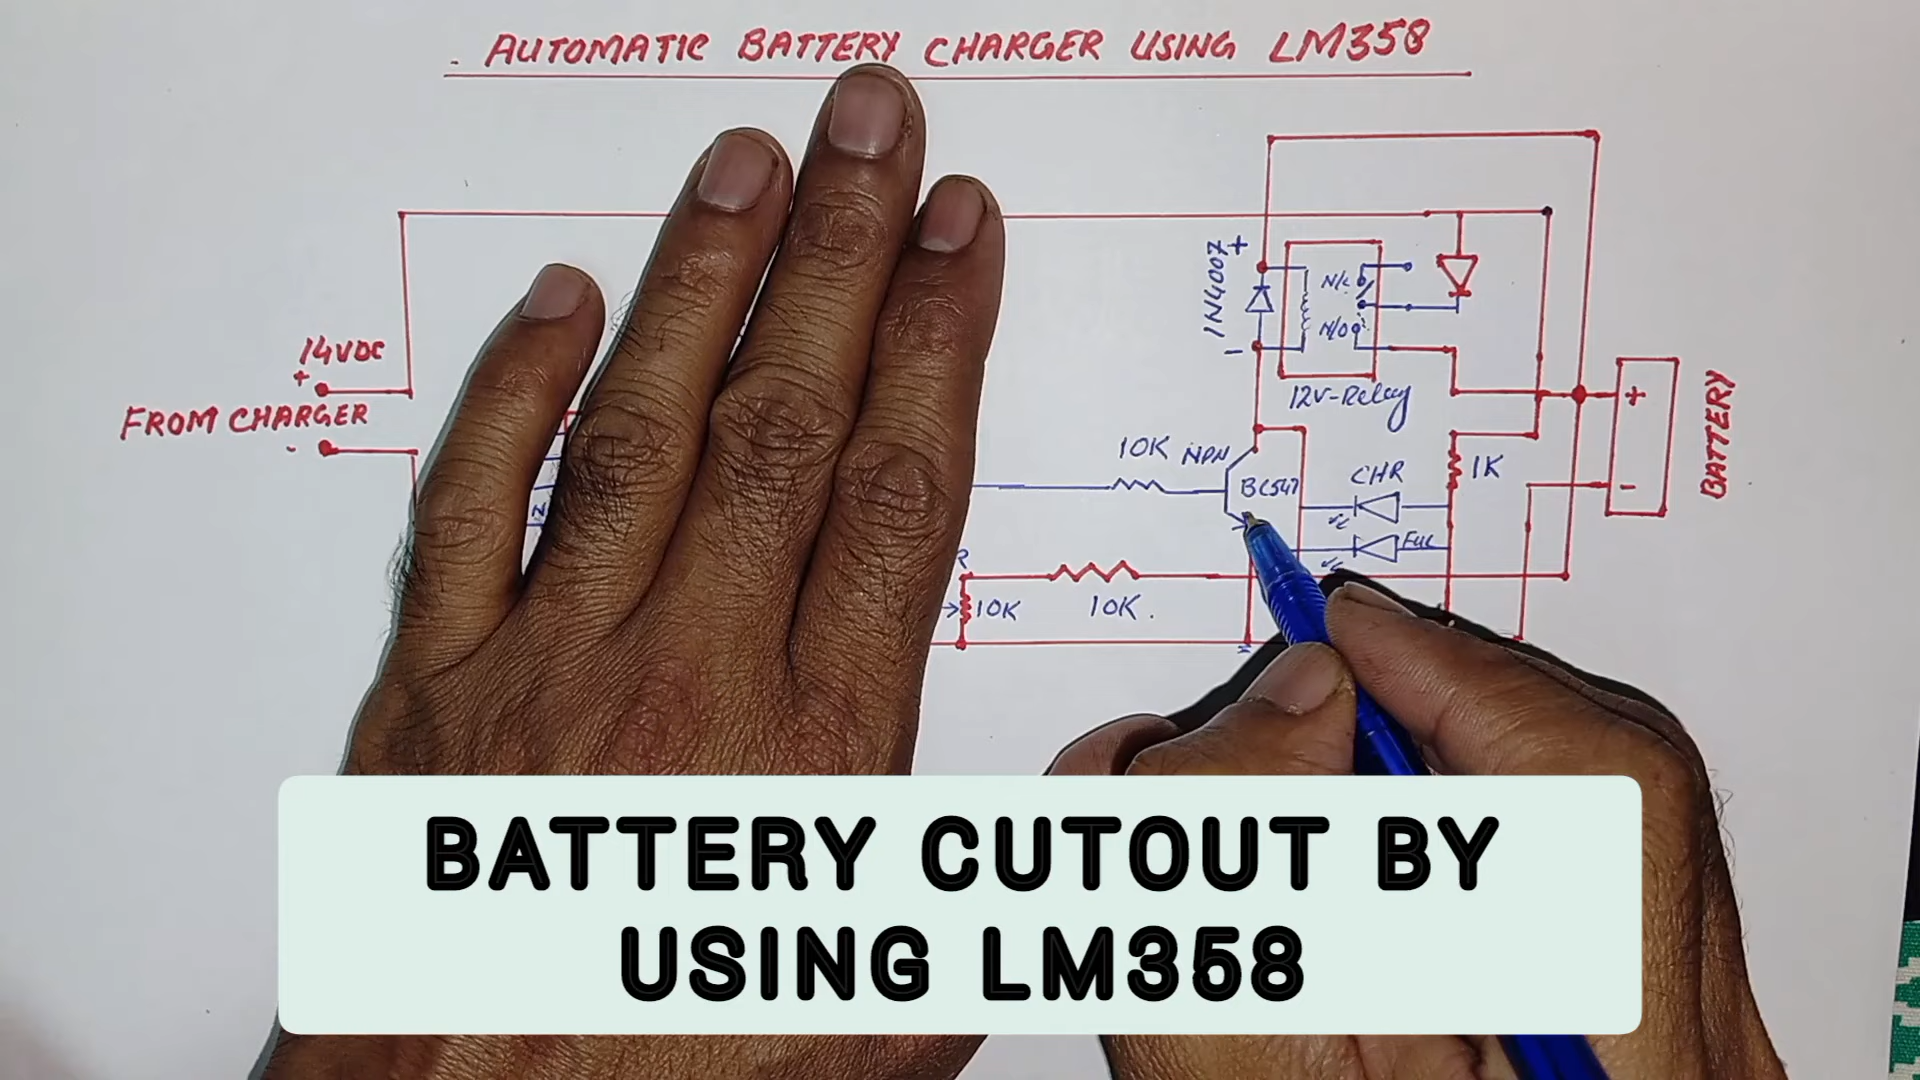 . AUTOMATIC BATTERY CHARGER USING LM358
1N4007
+
-
N/C
N/O
12V-Relay
14VDC
+
FROM CHARGER
-
+
-
BATTERY
10K NPN
BC547
CHR
1K
Ful
N
R
10K
10K.
BATTERY CUTOUT BY
USING LM358